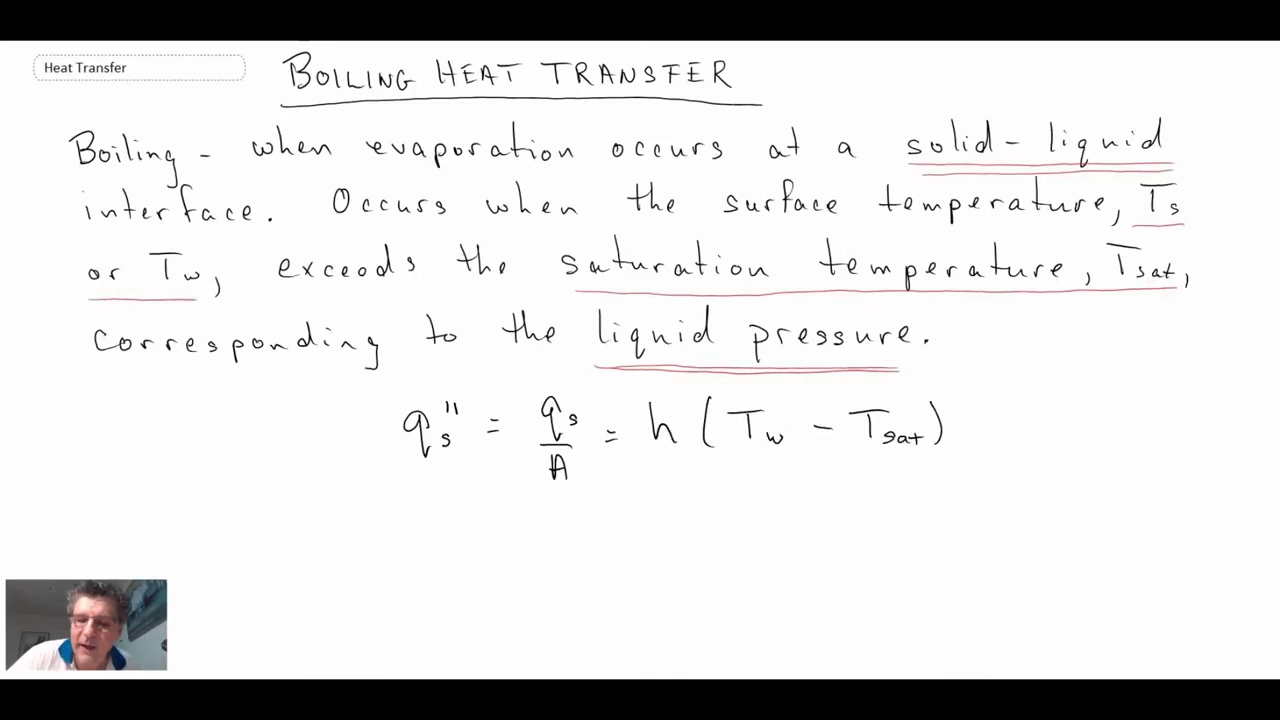 Heat Transfer
BOILING HEAT TRANSFER
Boiling - when evaporation occurs at a solid-liquid
interface. Occurs when the surface temperature, Ts
or Tw, exceeds the saturation temperature, Tsat,
corresponding to the liquid pressure.
qs" = qs/A = h (Tw - Tsat)